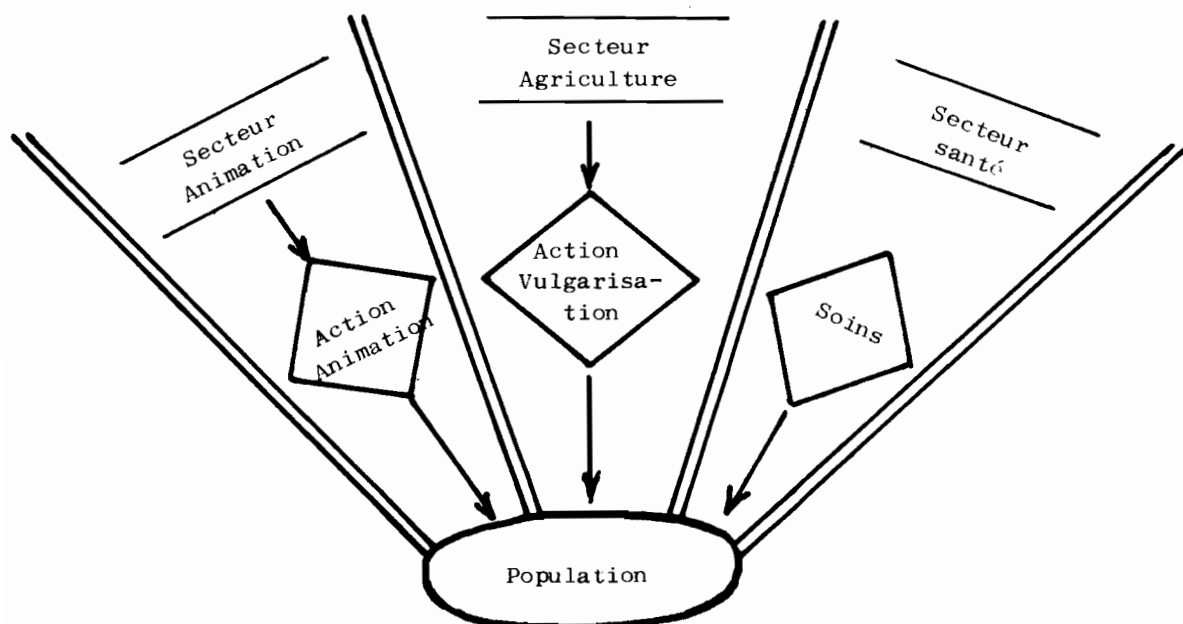 Secteur
Animation
Secteur
Agriculture
Secteur
santé
Action
Animation
Action
Vulgarisa-
tion
Soins
Population